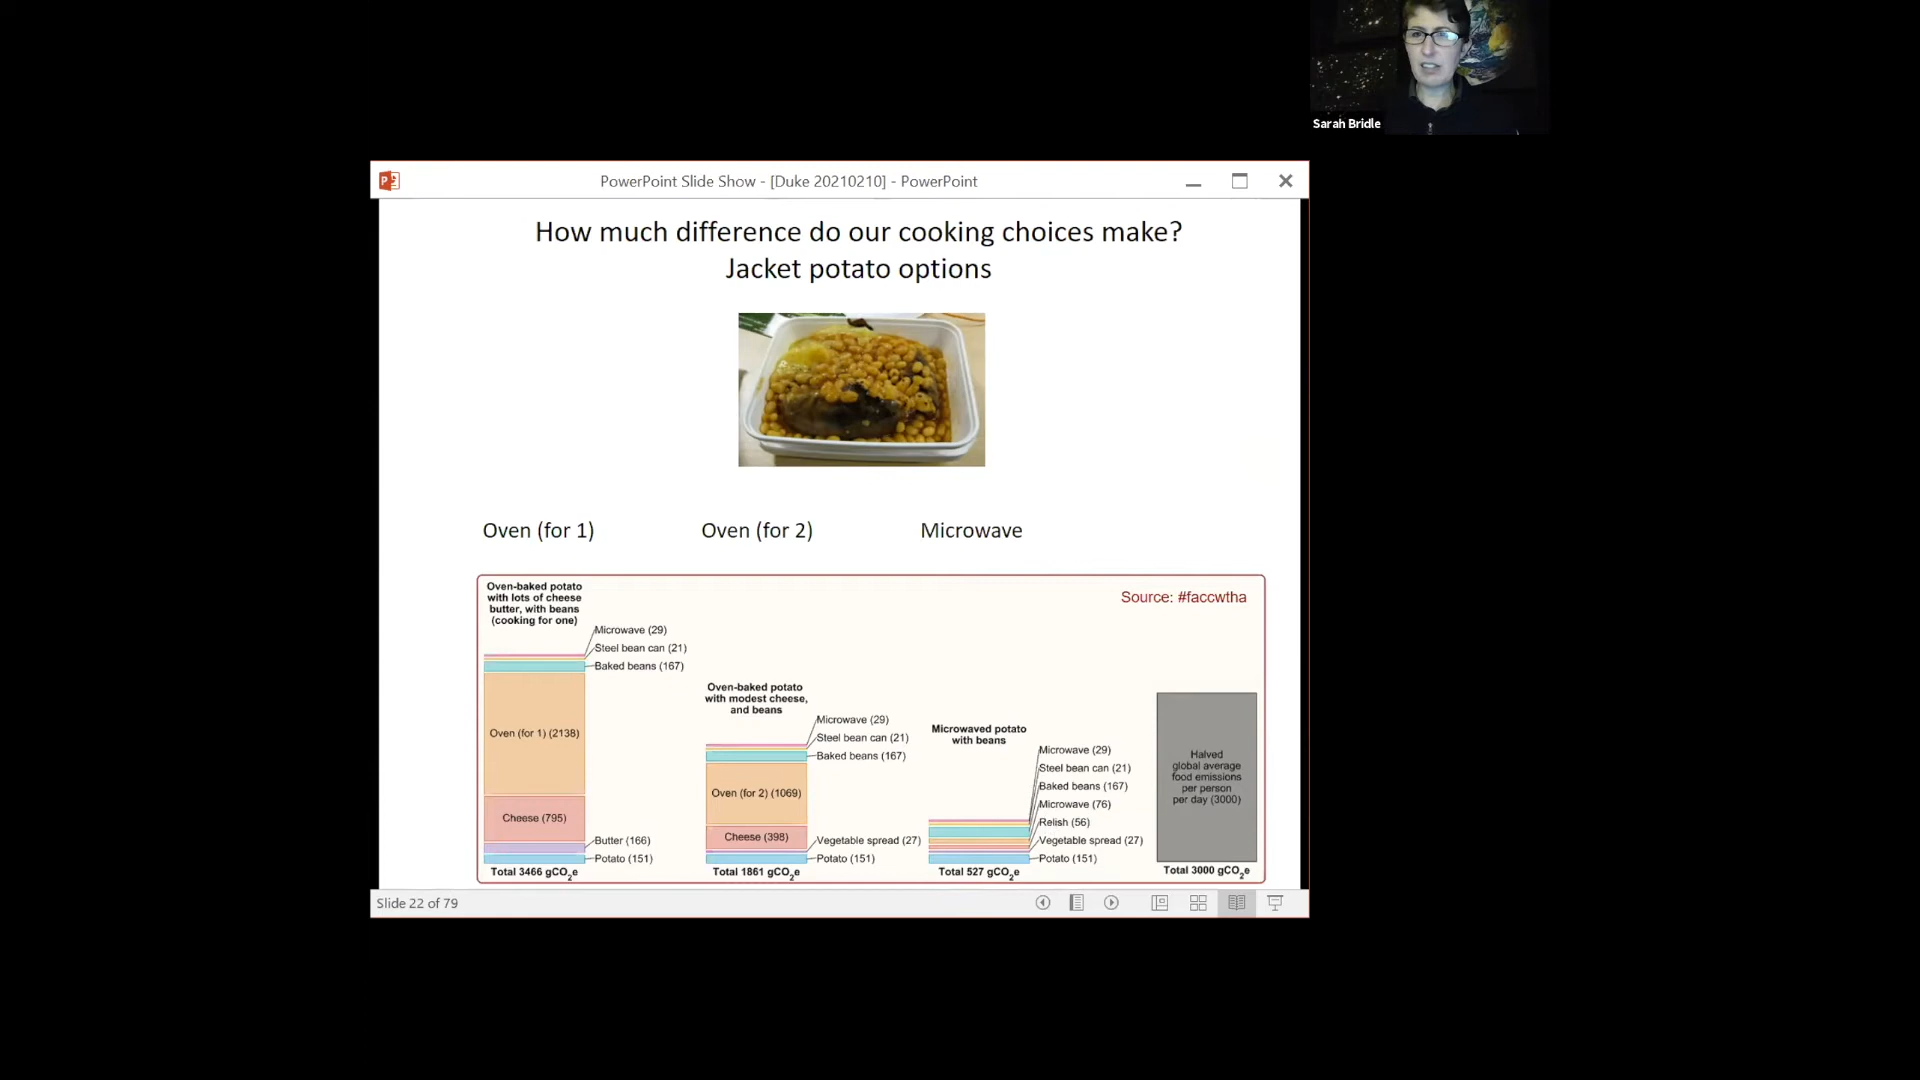 Sarah Bridle
PowerPoint Slide Show - [Duke 20210210] - PowerPoint
How much difference do our cooking choices make?
Jacket potato options
Oven (for 1)
Oven (for 2)
Microwave
Source: #faccwtha
Oven-baked potato
with lots of cheese
butter, with beans
(cooking for one)
Microwave (29)
Steel bean can (21)
Baked beans (167)
Oven (for 1) (2138)
Cheese (795)
Butter (166)
Potato (151)
Total 3466 gCO2e
Oven-baked potato
with modest cheese,
and beans
Microwave (29)
Steel bean can (21)
Baked beans (167)
Oven (for 2) (1069)
Cheese (398)
Vegetable spread (27)
Potato (151)
Total 1861 gCO2e
Microwaved potato
with beans
Microwave (29)
Steel bean can (21)
Baked beans (167)
Microwave (76)
Relish (56)
Vegetable spread (27)
Potato (151)
Total 527 gCO2e
Halved
global average
food emissions
per person
per day (3000)
Total 3000 gCO2e
Slide 22 of 79